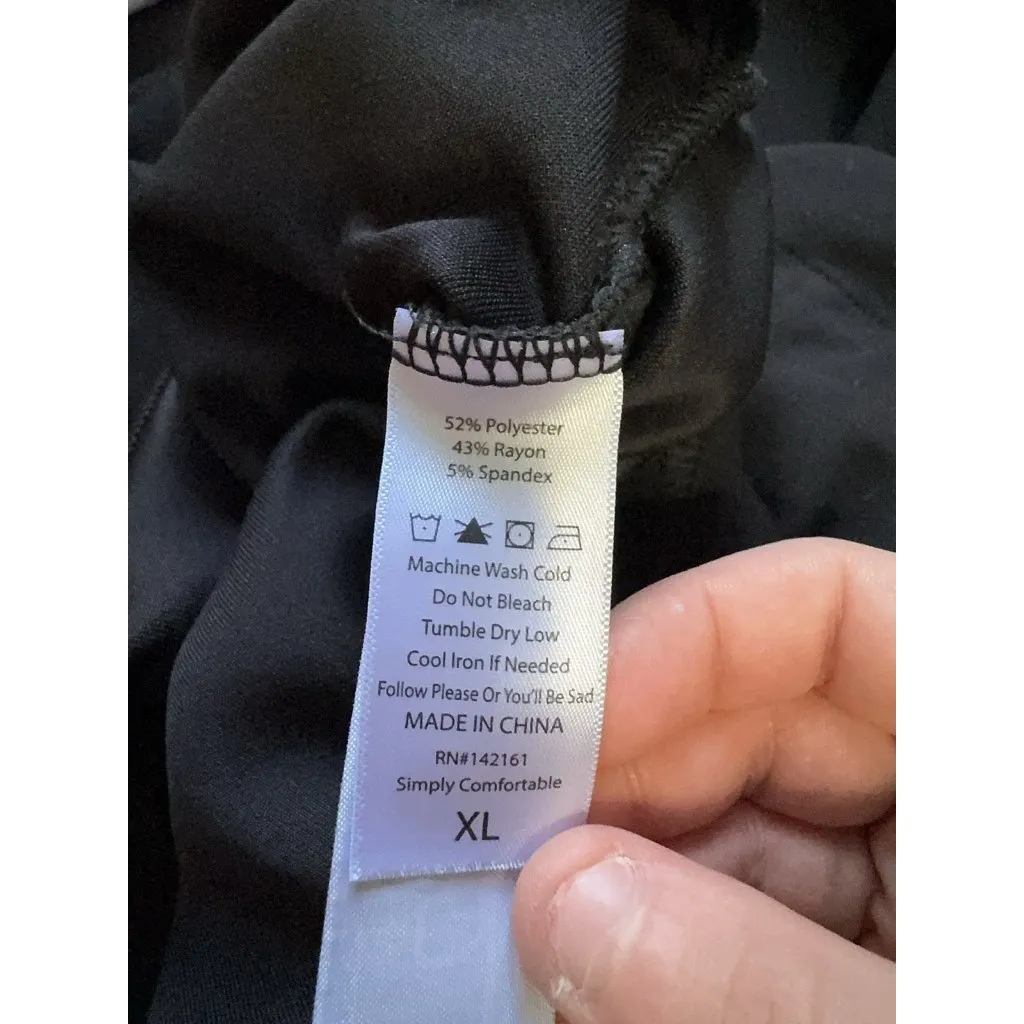 52% Polyester
43% Rayon
5% Spandex
Machine Wash Cold
Do Not Bleach
Tumble Dry Low
Cool Iron If Needed
Follow Please Or You'll Be Sad
MADE IN CHINA
RN#142161
Simply Comfortable
XL